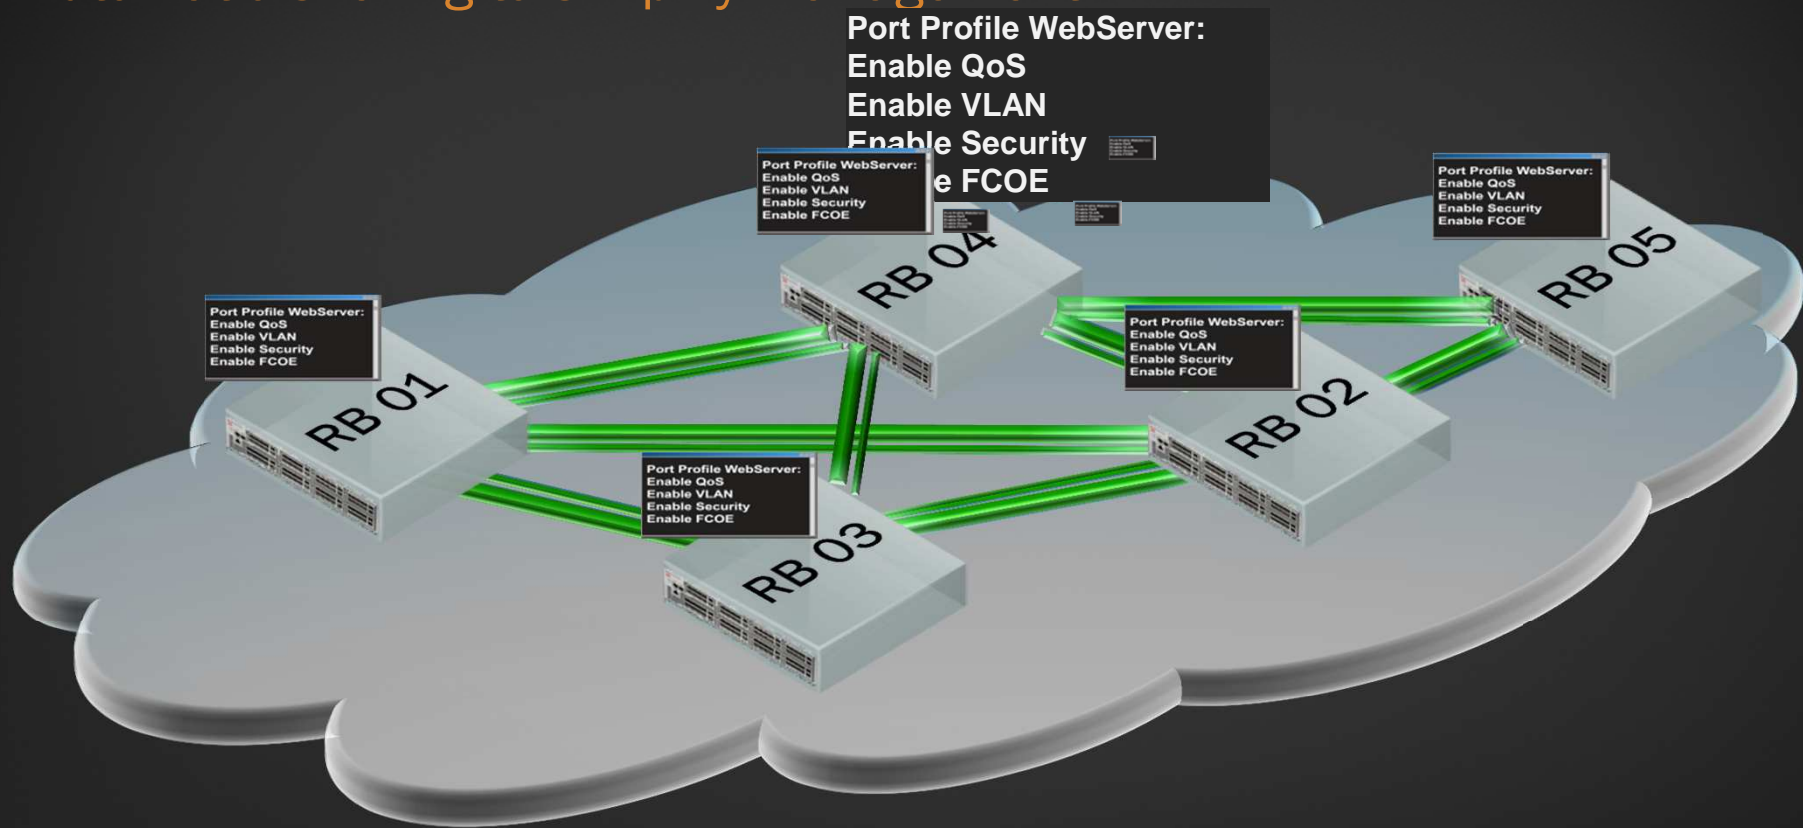 Port Profile WebServer:
Enable QoS
Enable VLAN
Enable Security
e FCOE
Port Profile WebServer:
Enable QoS
Enable VLAN
Enable Security
Enable FCOE
RB 04
Port Profile WebServer:
Enable QoS
Enable VLAN
Enable Security
Enable FCOE
RB 05
Port Profile WebServer:
Enable QoS
Enable VLAN
Enable Security
Enable FCOE
RB 01
Port Profile WebServer:
Enable QoS
Enable VLAN
Enable Security
Enable FCOE
RB 02
Port Profile WebServer:
Enable QoS
Enable VLAN
Enable Security
Enable FCOE
RB 03